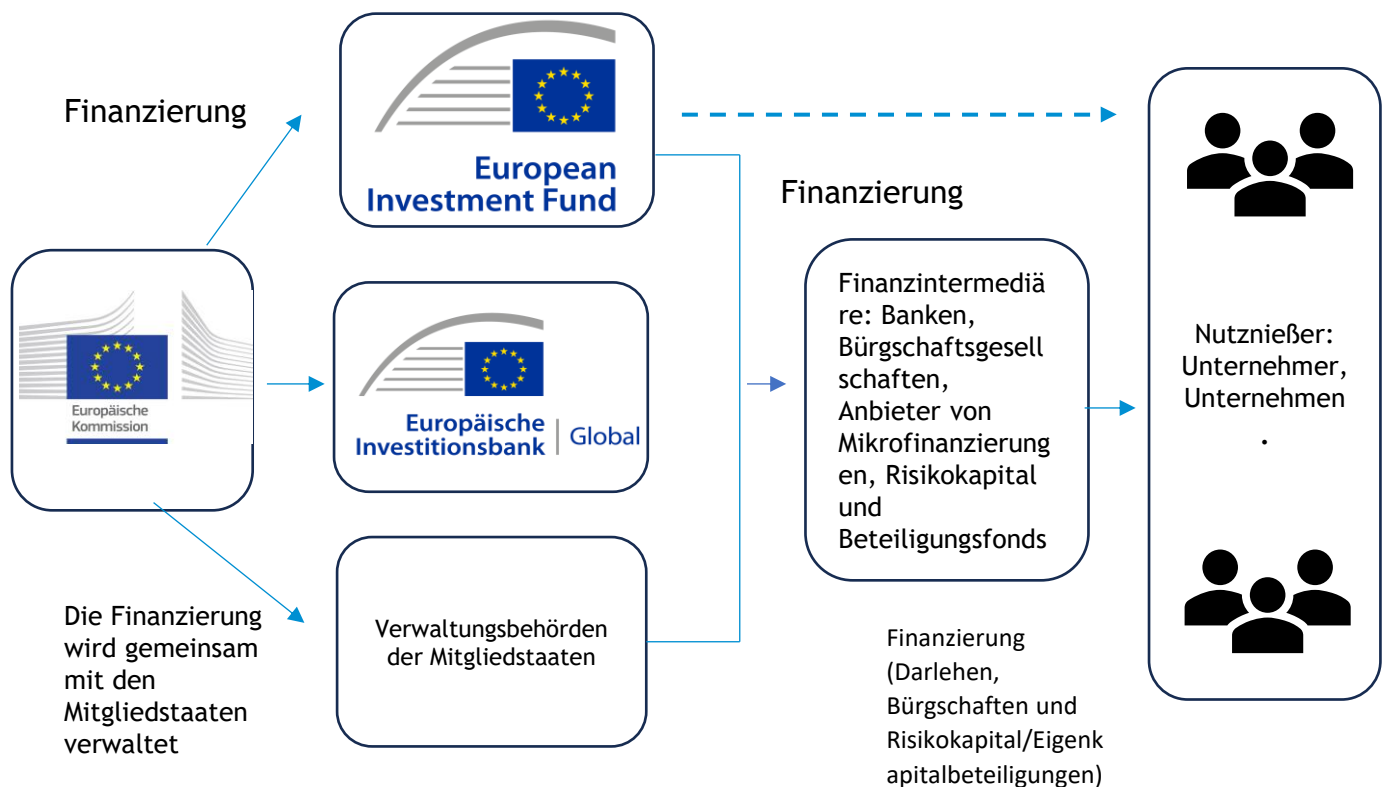 Finanzierung
European
Investment Fund
Finanzierung
Europäische
Kommission
Europäische
Investitionsbank | Global
Finanzintermediä
re: Banken,
Bürgschaftsgesell
schaften,
Anbieter von
Mikrofinanzierung
en, Risikokapital
und
Beteiligungsfonds
Nutznießer:
Unternehmer,
Unternehmen
.
Die Finanzierung
wird gemeinsam
mit den
Mitgliedstaaten
verwaltet
Verwaltungsbehörden
der Mitgliedstaaten
Finanzierung
(Darlehen,
Bürgschaften und
Risikokapital/Eigenk
apitalbeteiligungen)